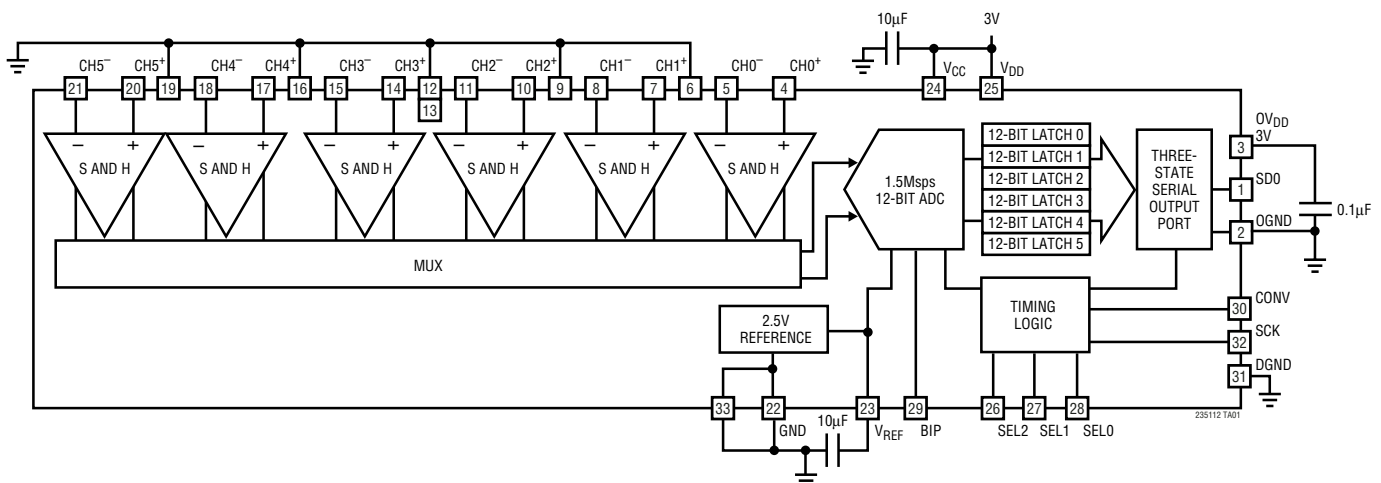 10µF
3V
CH5–
CH5+
CH4–
CH4+
CH3–
CH3+
CH2–
CH2+
CH1–
CH1+
CH0–
CH0+
VCC
VDD
21
20
19
18
17
16
15
14
12
13
11
10
9
8
7
6
5
4
24
25
– +
S AND H
– +
S AND H
– +
S AND H
– +
S AND H
– +
S AND H
– +
S AND H
MUX
1.5Msps
12-BIT ADC
12-BIT LATCH 0
12-BIT LATCH 1
12-BIT LATCH 2
12-BIT LATCH 3
12-BIT LATCH 4
12-BIT LATCH 5
THREE-
STATE
SERIAL
OUTPUT
PORT
OVDD
3V
3
SD0
1
OGND
2
0.1µF
2.5V
REFERENCE
TIMING
LOGIC
CONV
30
SCK
32
DGND
31
33
22
23
29
26
27
28
GND
10µF
VREF
BIP
SEL2
SEL1
SEL0
235112 TA01